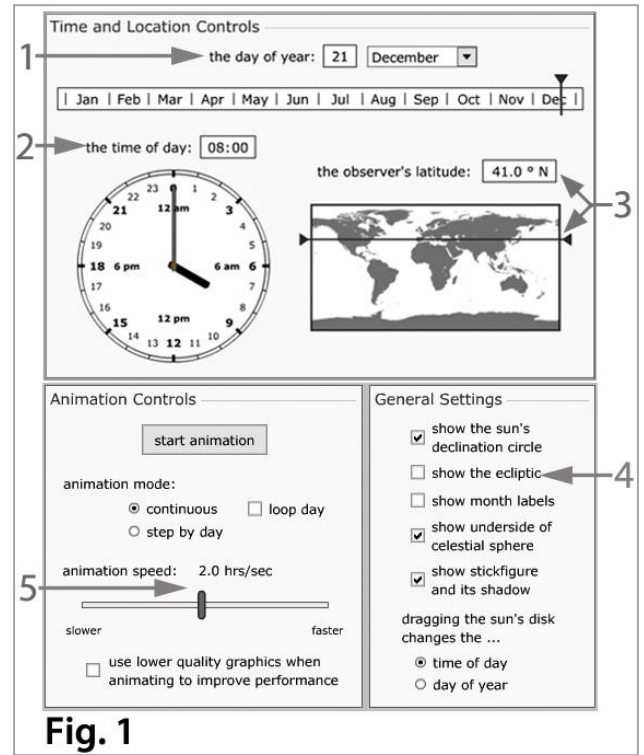 Time and Location Controls
1
the day of year: 21 December
| Jan | Feb | Mar | Apr | May | Jun | Jul | Aug | Sep | Oct | Nov | Dec |
2
the time of day: 08:00
the observer's latitude: 41.0 º N
3
0 1 2 3 4 5 6 7 8 9 10 11 12 13 14 15 16 17 18 19 20 21 22 23
12 am
6 pm 6 am
12 pm
Animation Controls
start animation
animation mode:
continuous loop day
step by day
5
animation speed: 2.0 hrs/sec
slower faster
use lower quality graphics when
animating to improve performance
General Settings
show the sun's
declination circle
show the ecliptic
4
show month labels
show underside of
celestial sphere
show stickfigure
and its shadow
dragging the sun's disk
changes the ...
time of day
day of year
Fig. 1